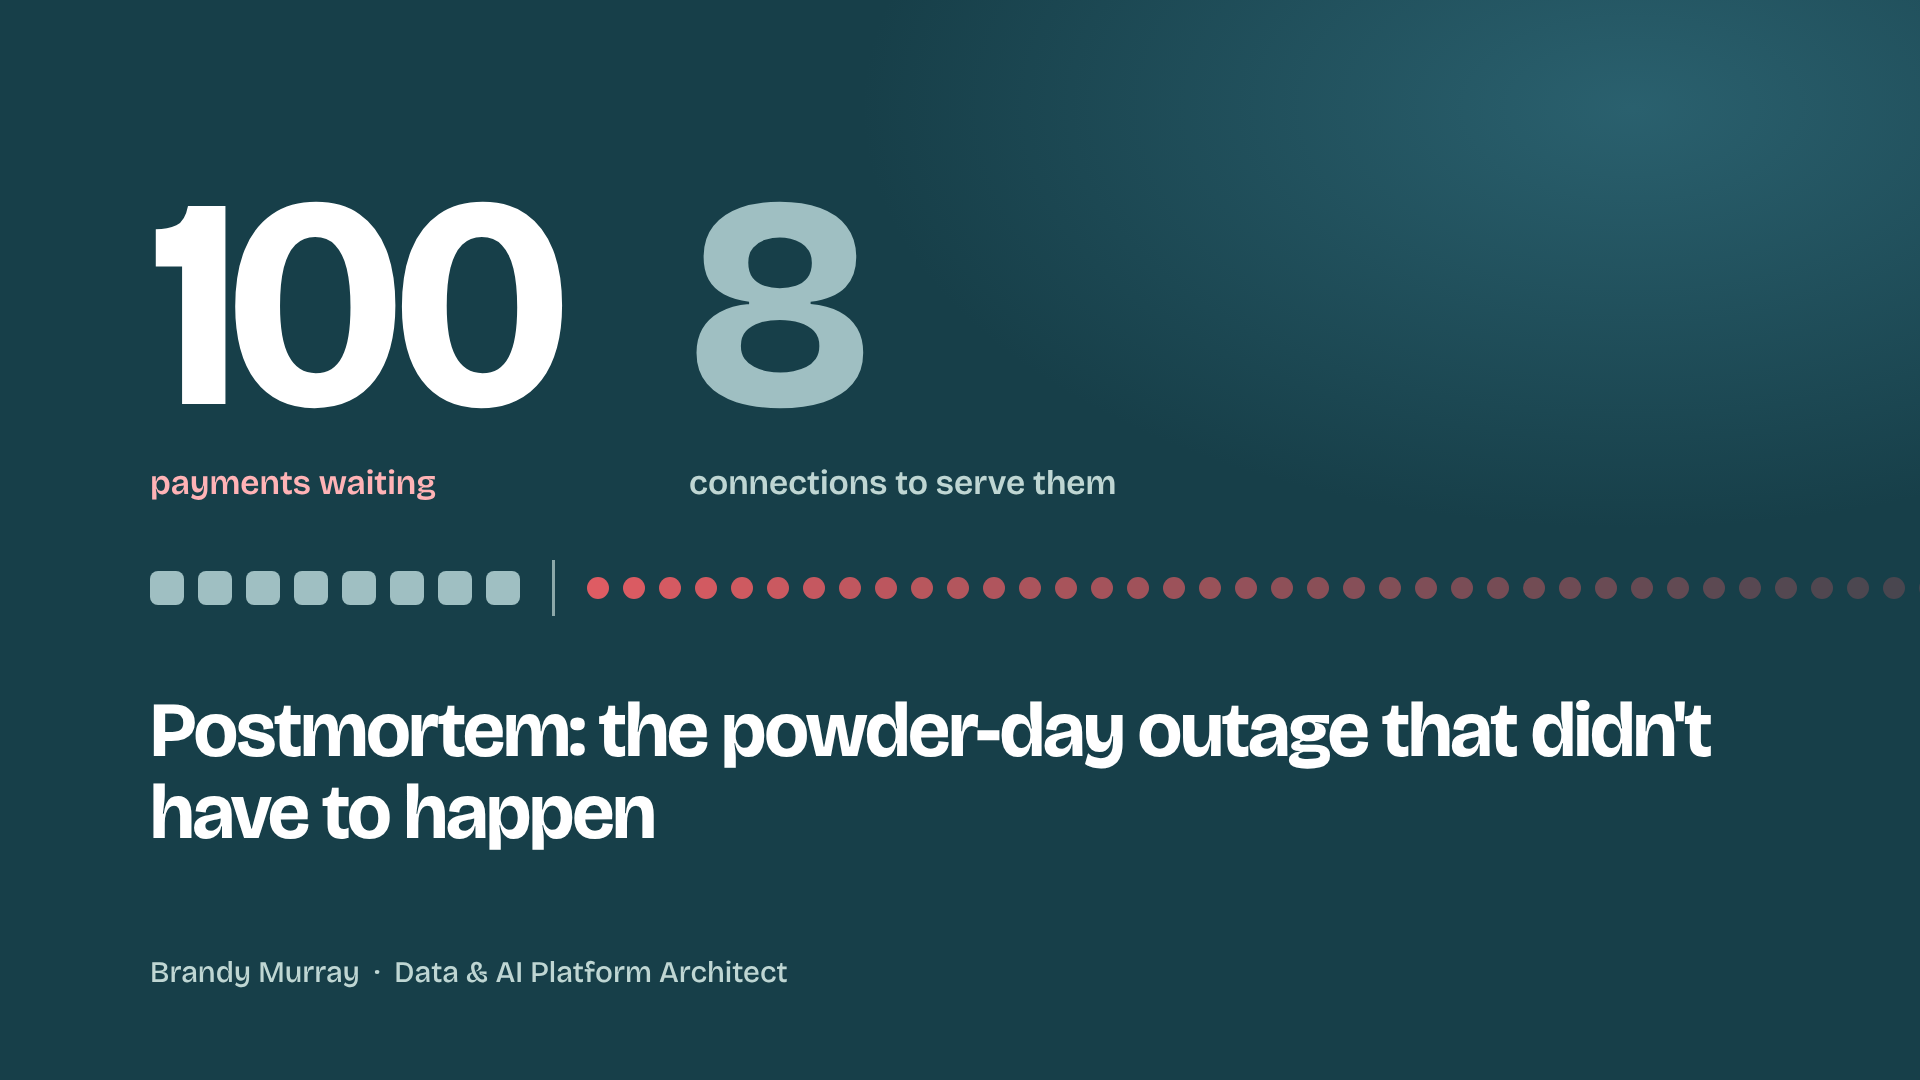 100 8
payments waiting connections to serve them
Postmortem: the powder-day outage that didn't
have to happen
Brandy Murray · Data & AI Platform Architect